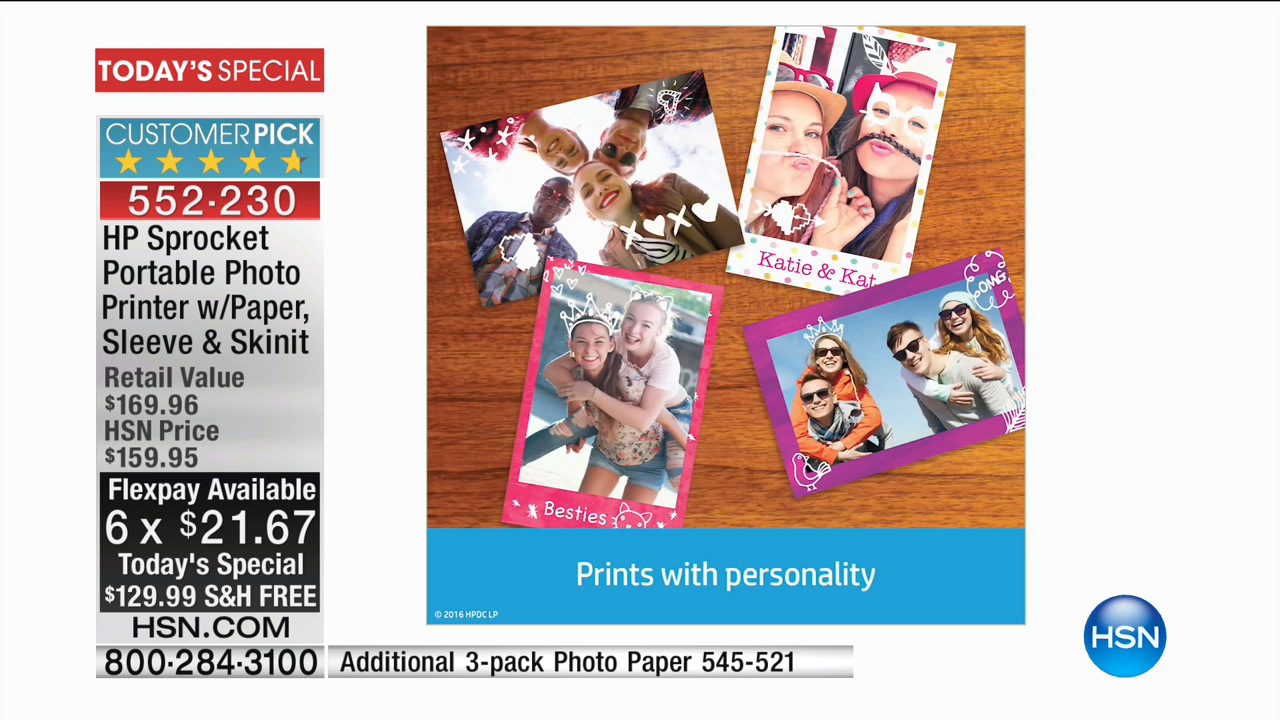 TODAY'S SPECIAL
CUSTOMER PICK
552·230
HP Sprocket
Portable Photo
Printer w/Paper,
Sleeve & Skinit
Retail Value
$169.96
HSN Price
$159.95
Flexpay Available
6 x $21.67
Today's Special
$129.99 S&H FREE
HSN.COM
800·284·3100
Additional 3-pack Photo Paper 545-521
Katie & Kat
OMG
Besties
Prints with personality
© 2016 HPDC LP
HSN